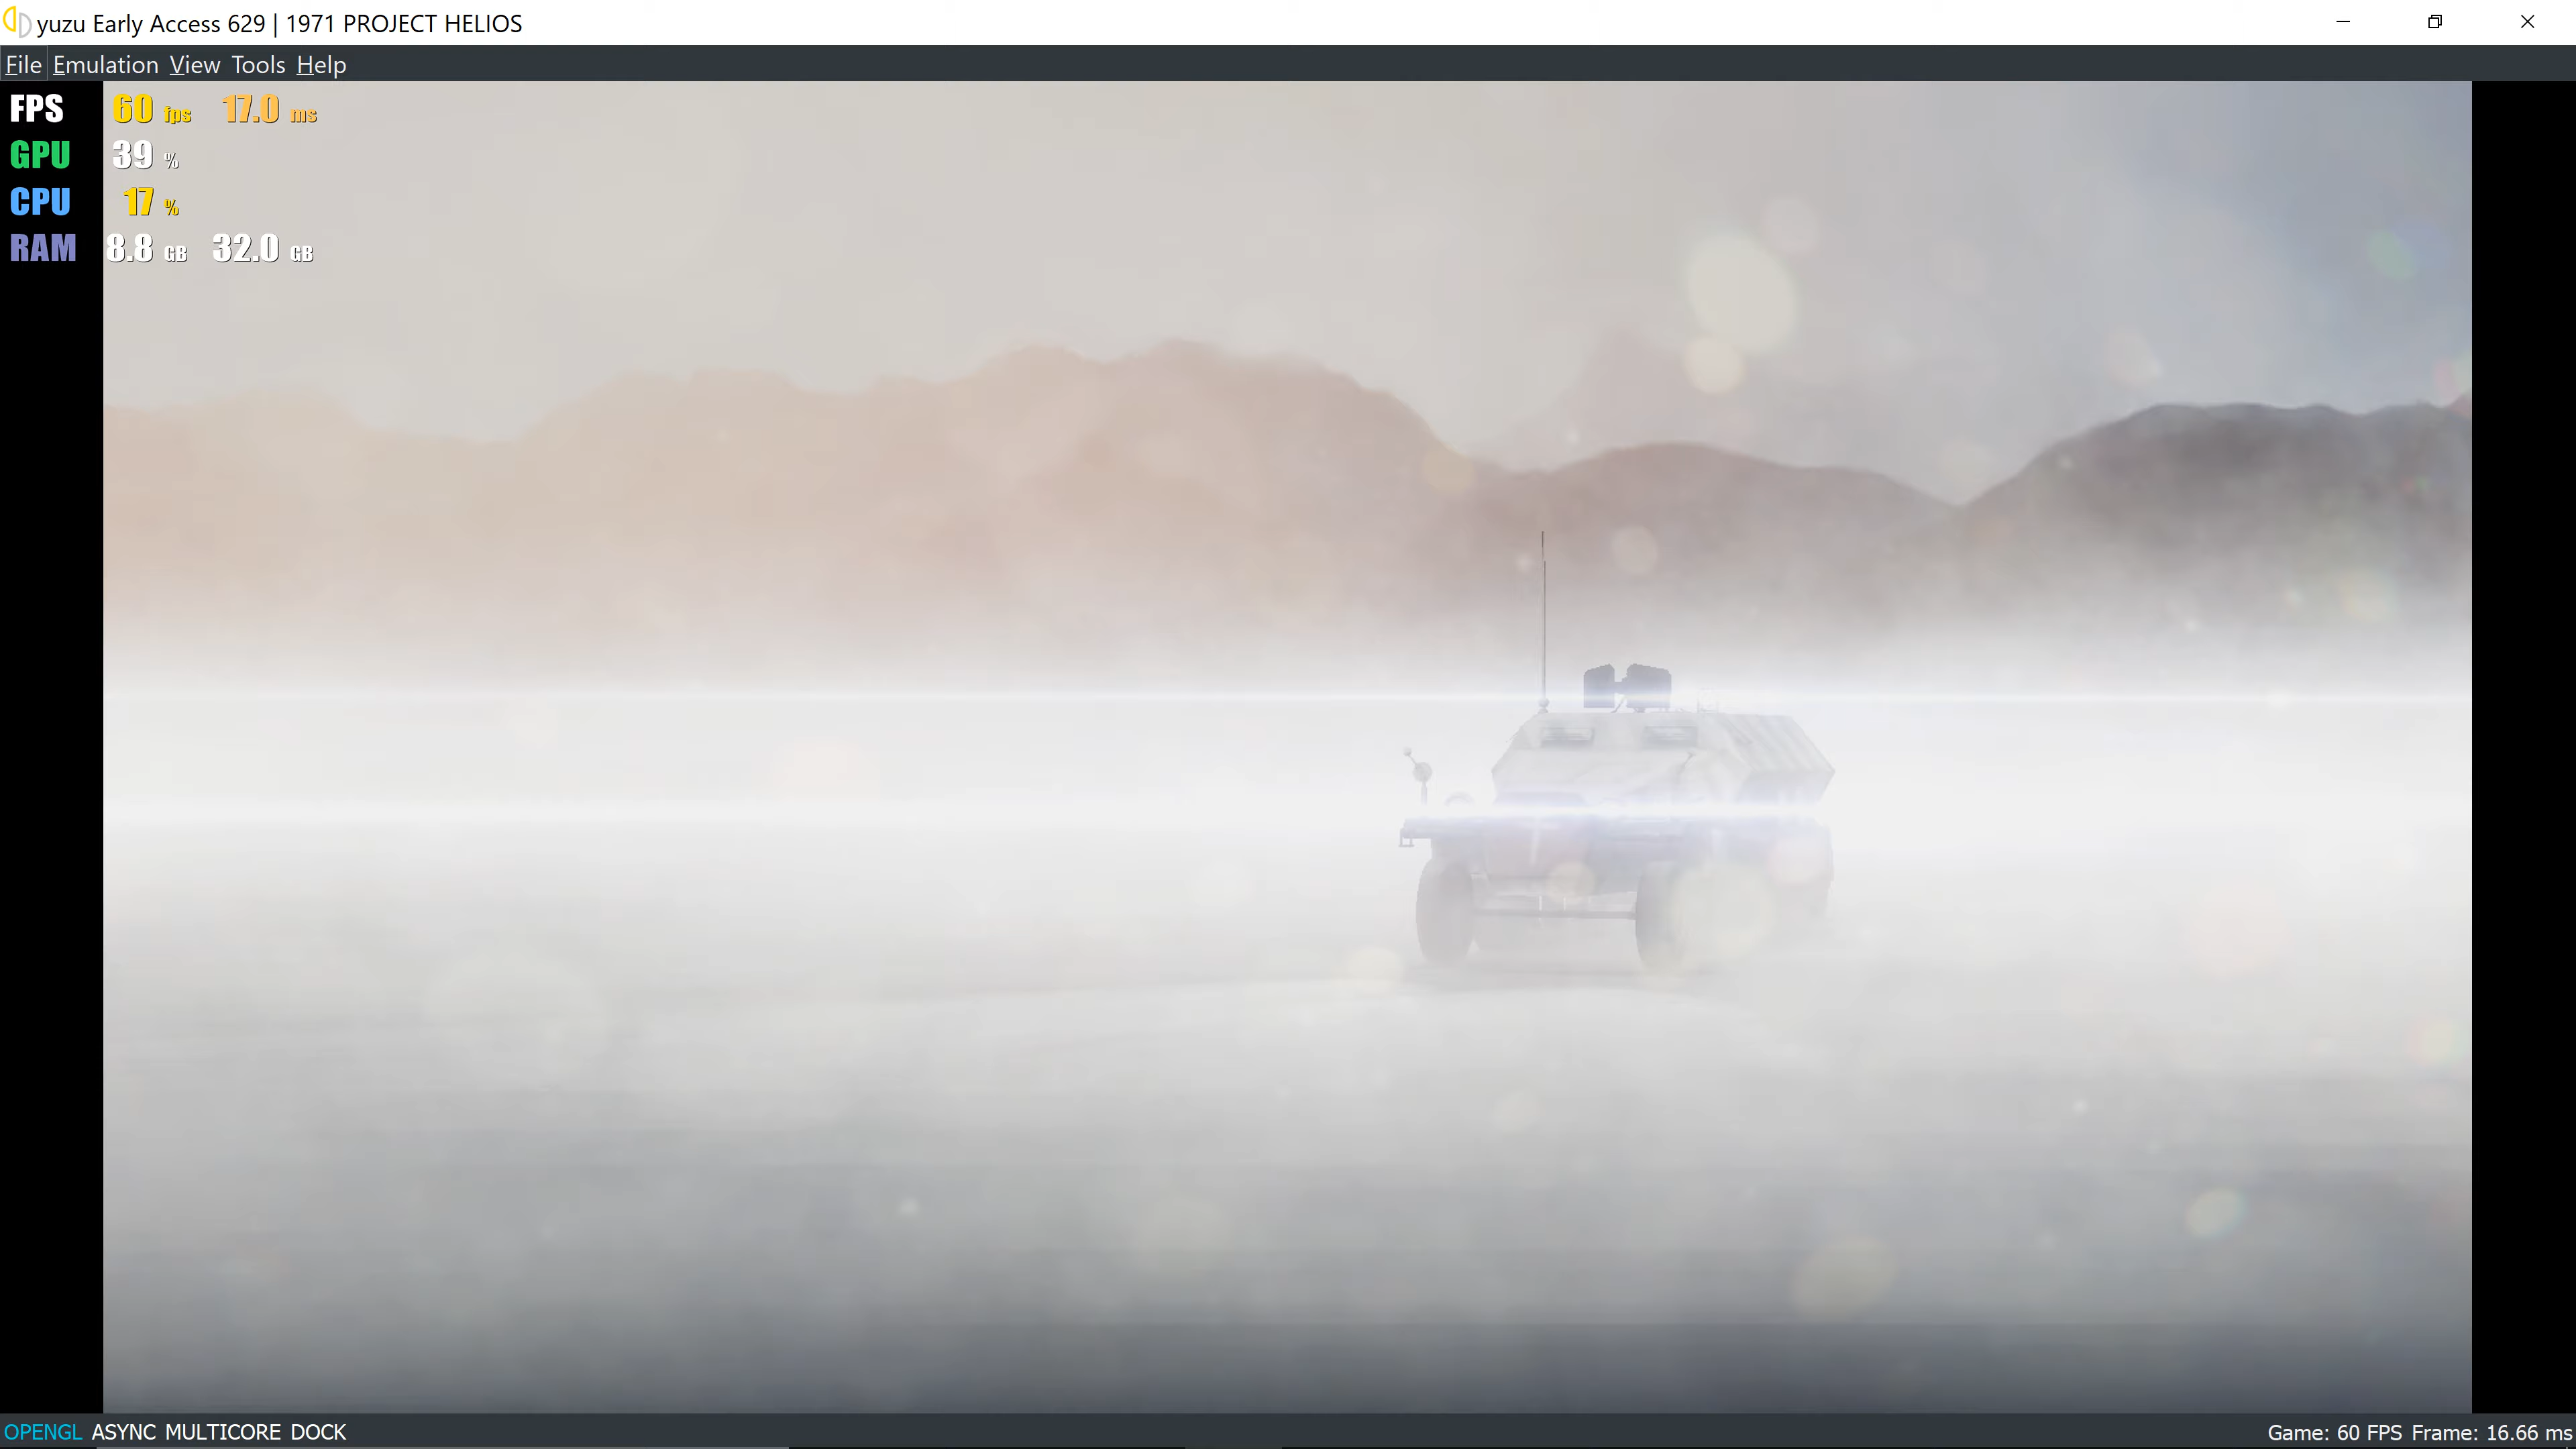 yuzu Early Access 629 | 1971 PROJECT HELIOS
File Emulation View Tools Help
FPS 60 fps 17.0 ms
GPU 39 %
CPU 17 %
RAM 8.8 GB 32.0 GB
OPENGL ASYNC MULTICORE DOCK Game: 60 FPS Frame: 16.66 ms